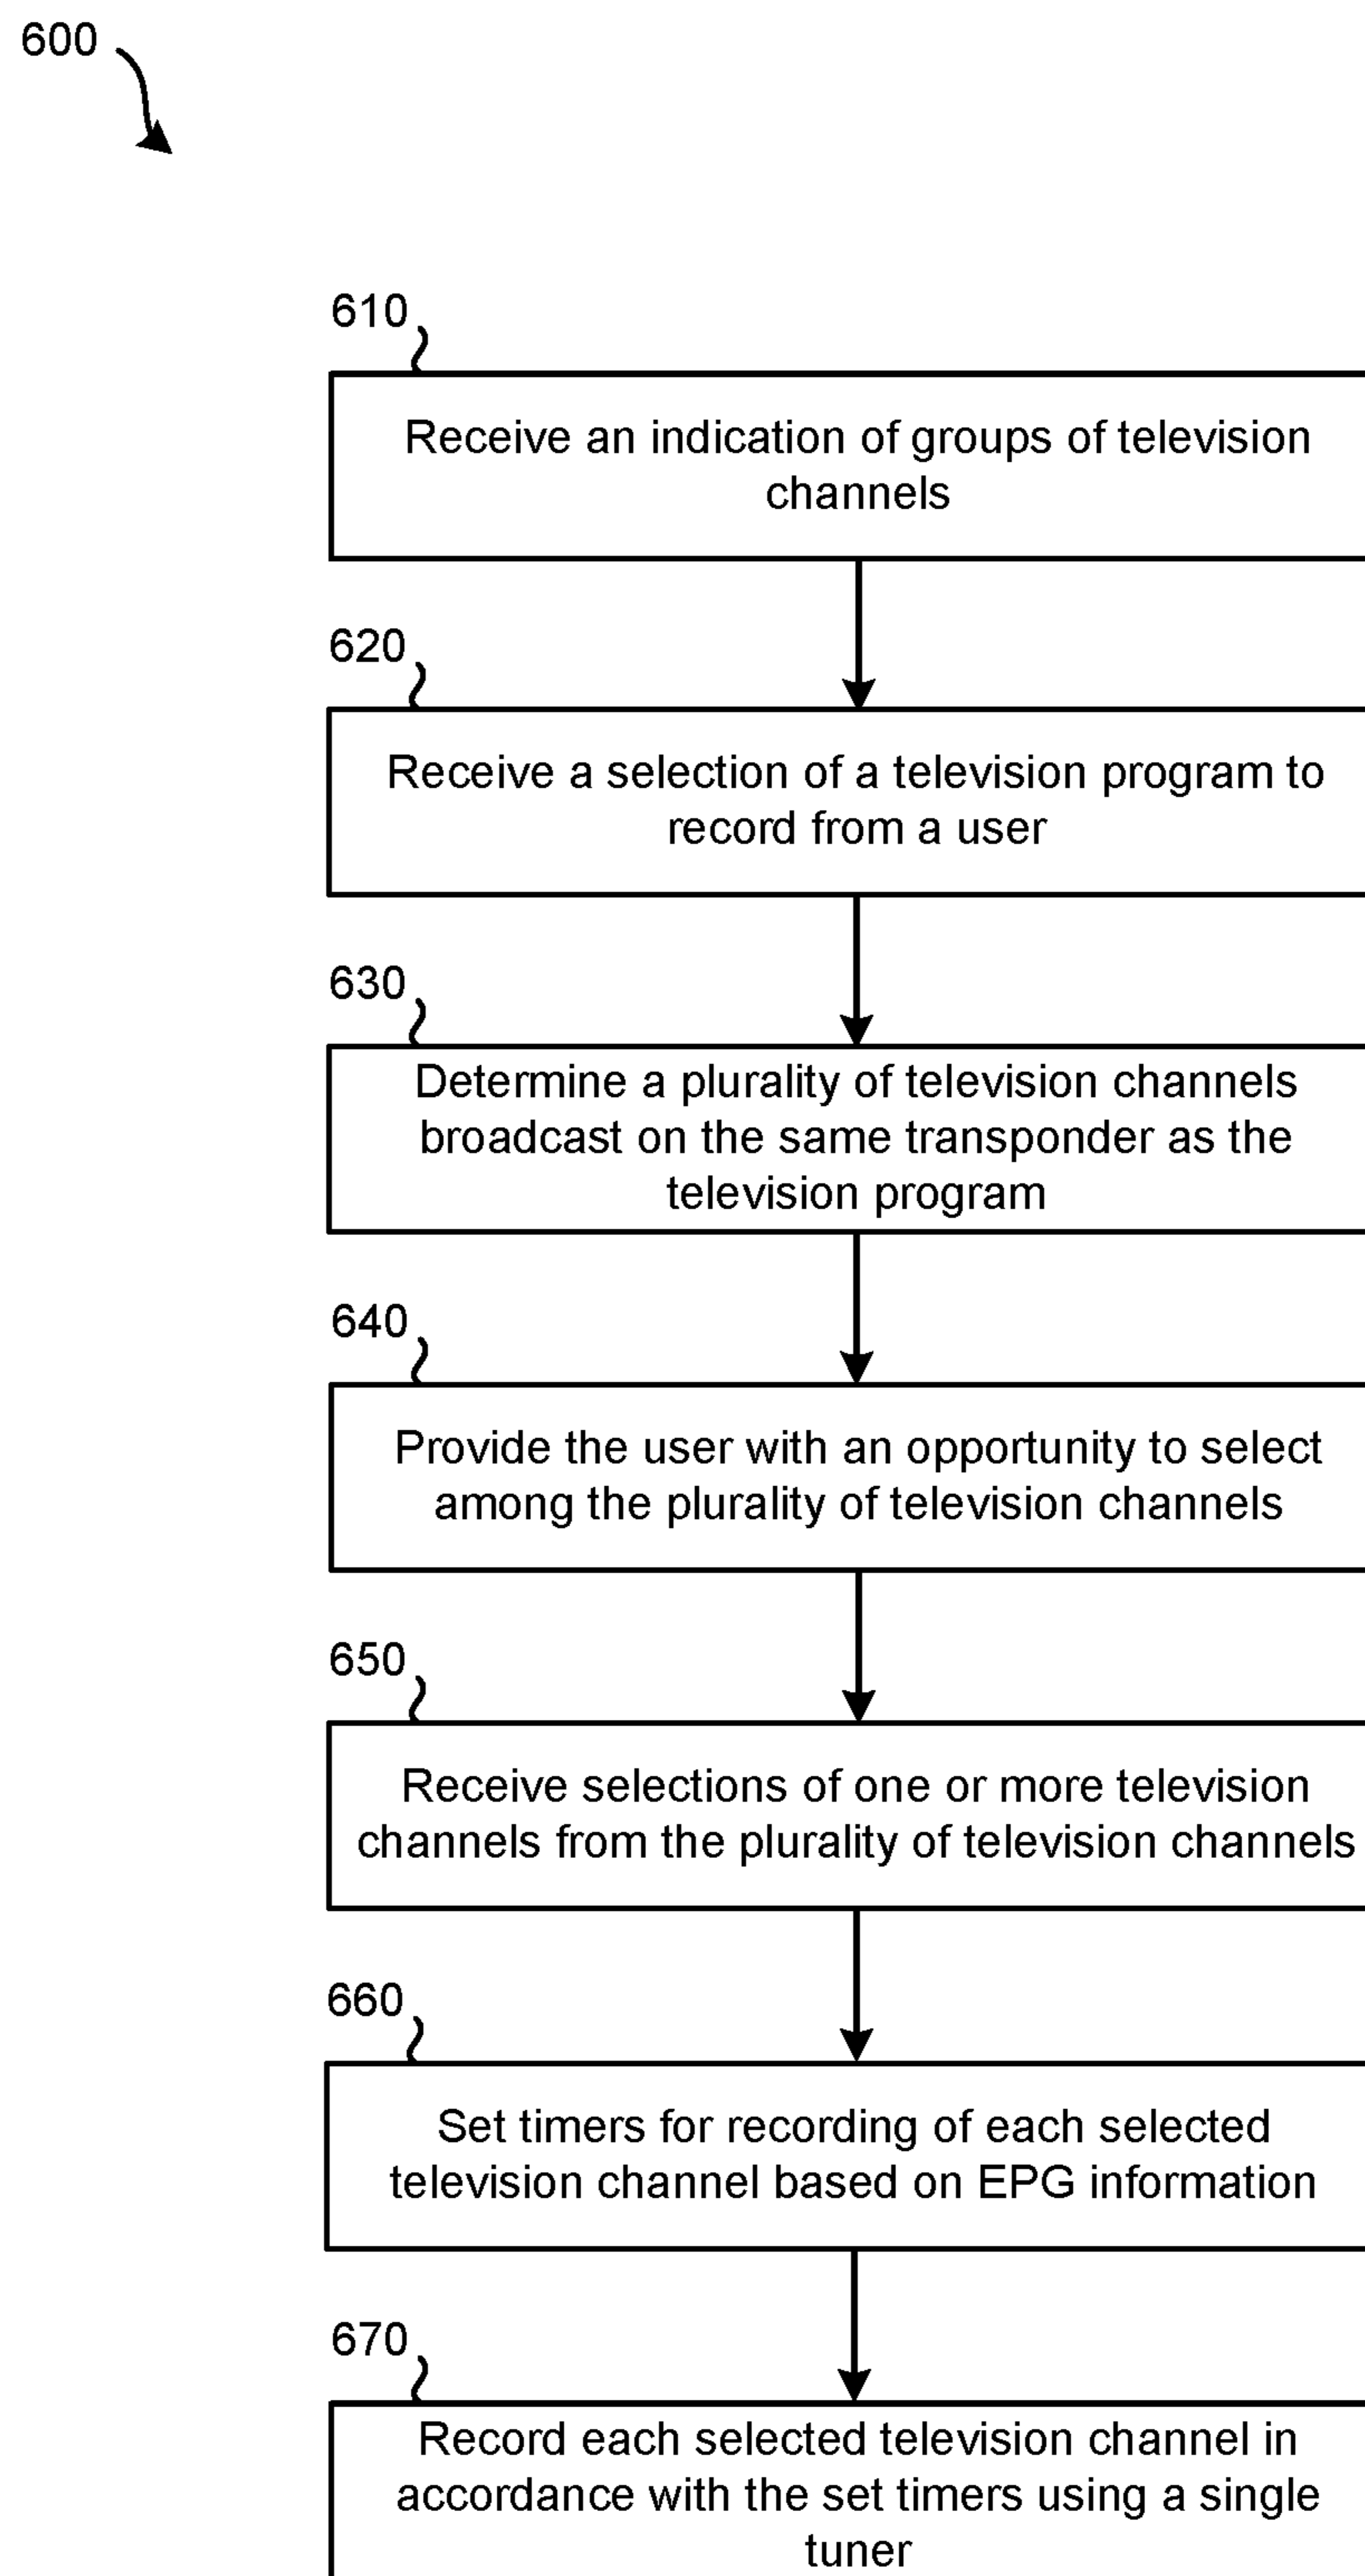 600
610
Receive an indication of groups of television
channels
620
Receive a selection of a television program to
record from a user
630
Determine a plurality of television channels
broadcast on the same transponder as the
television program
640
Provide the user with an opportunity to select
among the plurality of television channels
650
Receive selections of one or more television
channels from the plurality of television channels
660
Set timers for recording of each selected
television channel based on EPG information
670
Record each selected television channel in
accordance with the set timers using a single
tuner